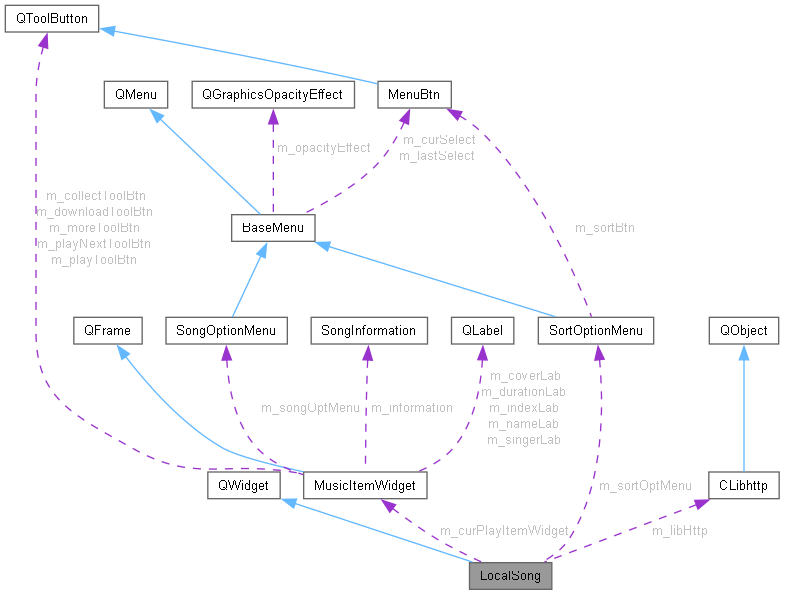 QToolButton
QMenu
QGraphicsOpacityEffect
MenuBtn
m_opacityEffect
m_curSelect
m_lastSelect
m_collectToolBtn
m_downloadToolBtn
m_moreToolBtn
m_playNextToolBtn
m_playToolBtn
BaseMenu
m_sortBtn
QFrame
SongOptionMenu
SongInformation
QLabel
SortOptionMenu
QObject
m_songOptMenu
m_information
m_coverLab
m_durationLab
m_indexLab
m_nameLab
m_singerLab
QWidget
MusicItemWidget
m_sortOptMenu
CLibhttp
m_curPlayItemWidget
m_libHttp
LocalSong